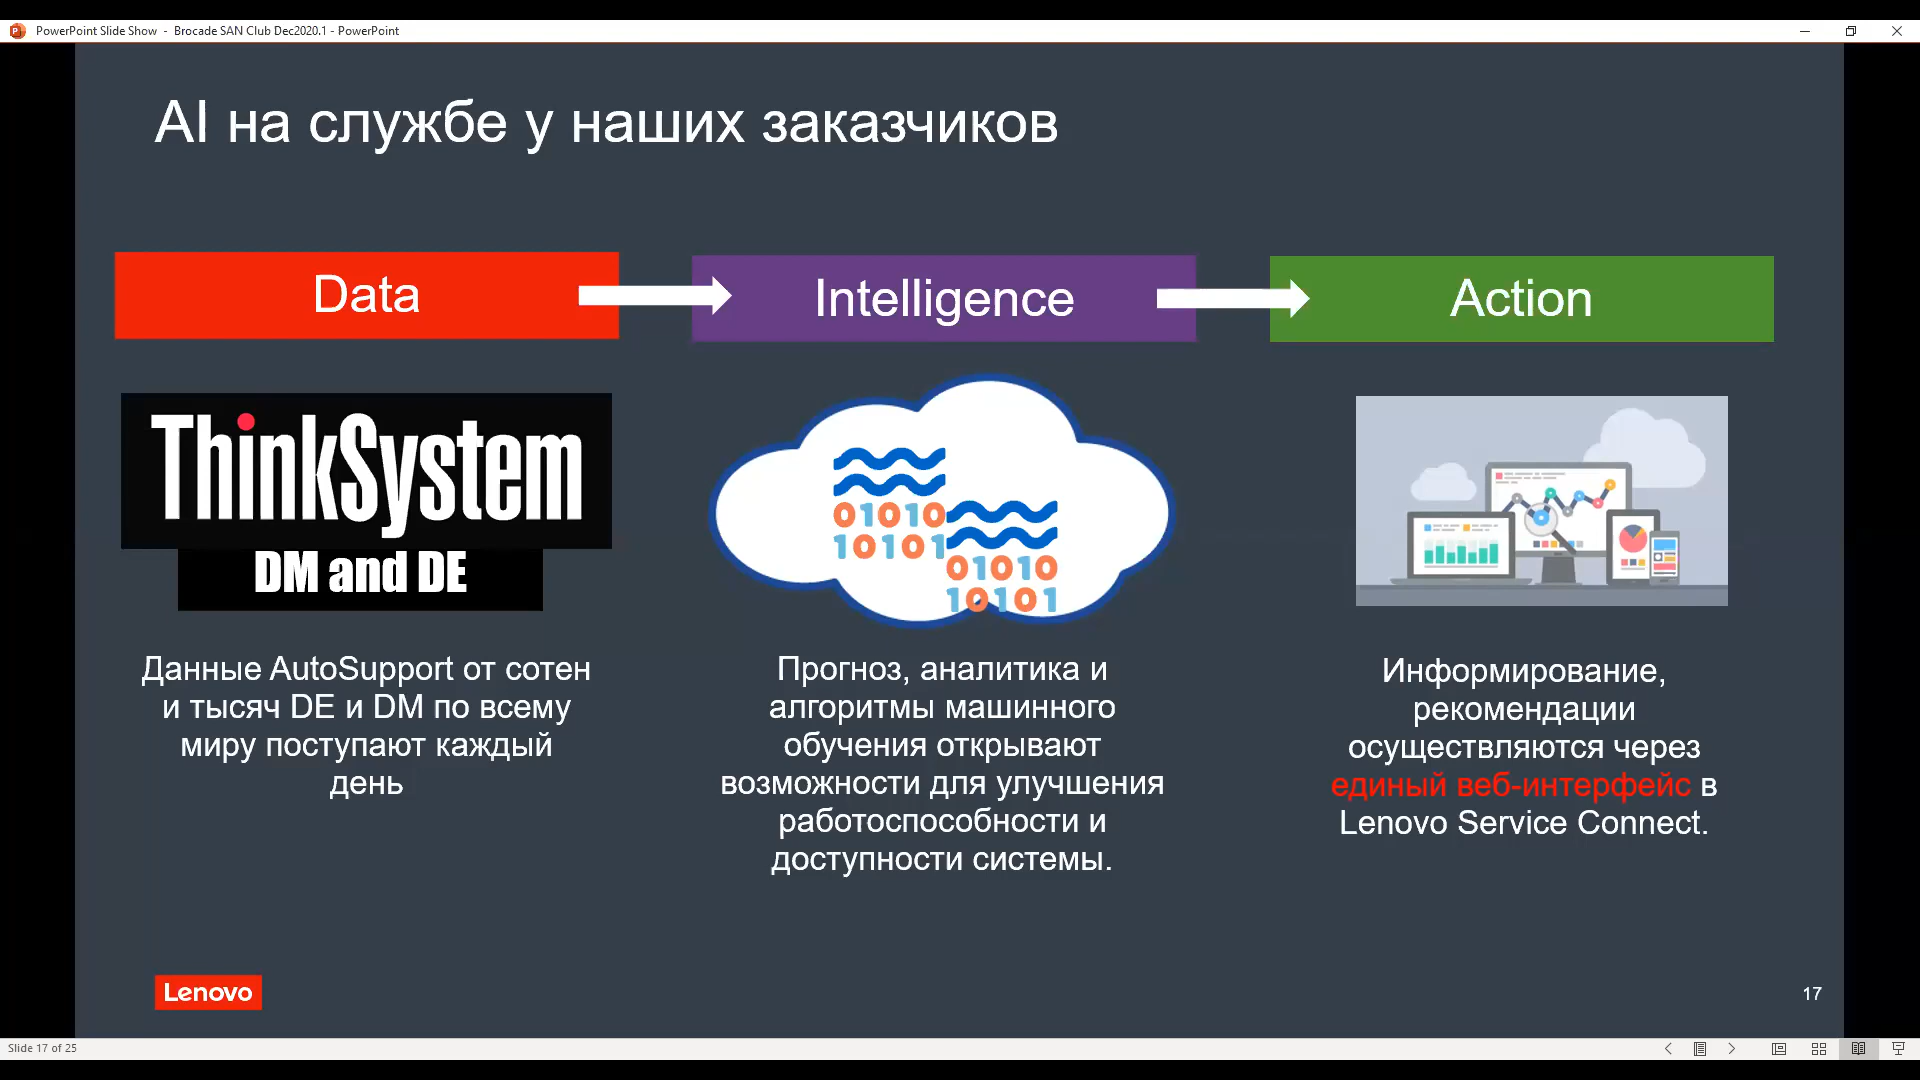 PowerPoint Slide Show - Brocade SAN Club Dec2020.1 - PowerPoint
AI на службе у наших заказчиков
Data
Intelligence
Action
ThinkSystem
DM and DE
01010
10101
01010
10101
Данные AutoSupport от сотен
и тысяч DE и DM по всему
миру поступают каждый
день
Прогноз, аналитика и
алгоритмы машинного
обучения открывают
возможности для улучшения
работоспособности и
доступности системы.
Информирование,
рекомендации
осуществляются через
единый веб-интерфейс в
Lenovo Service Connect.
Lenovo
17
Slide 17 of 25